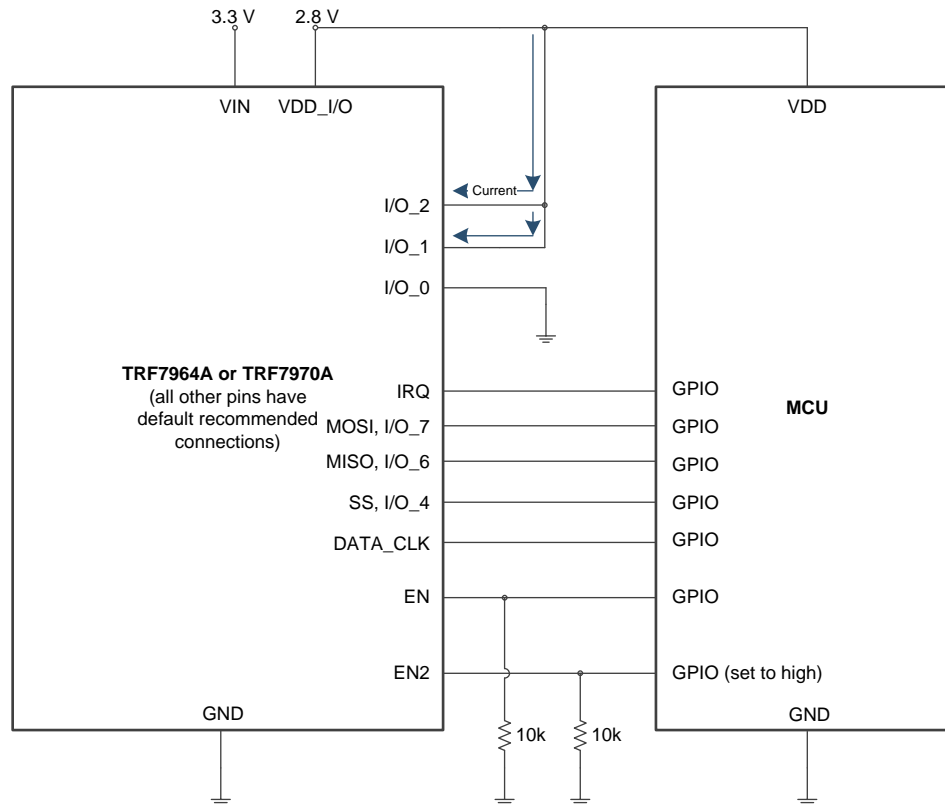 3.3 V
2.8 V
VIN
VDD_I/O
VDD
Current
I/O_2
I/O_1
I/O_0
TRF7964A or TRF7970A
(all other pins have
default recommended
connections)
IRQ
MOSI, I/O_7
MISO, I/O_6
SS, I/O_4
DATA_CLK
EN
EN2
GND
10k
10k
GPIO
MCU
GPIO
GPIO
GPIO
GPIO
GPIO
GPIO (set to high)
GND